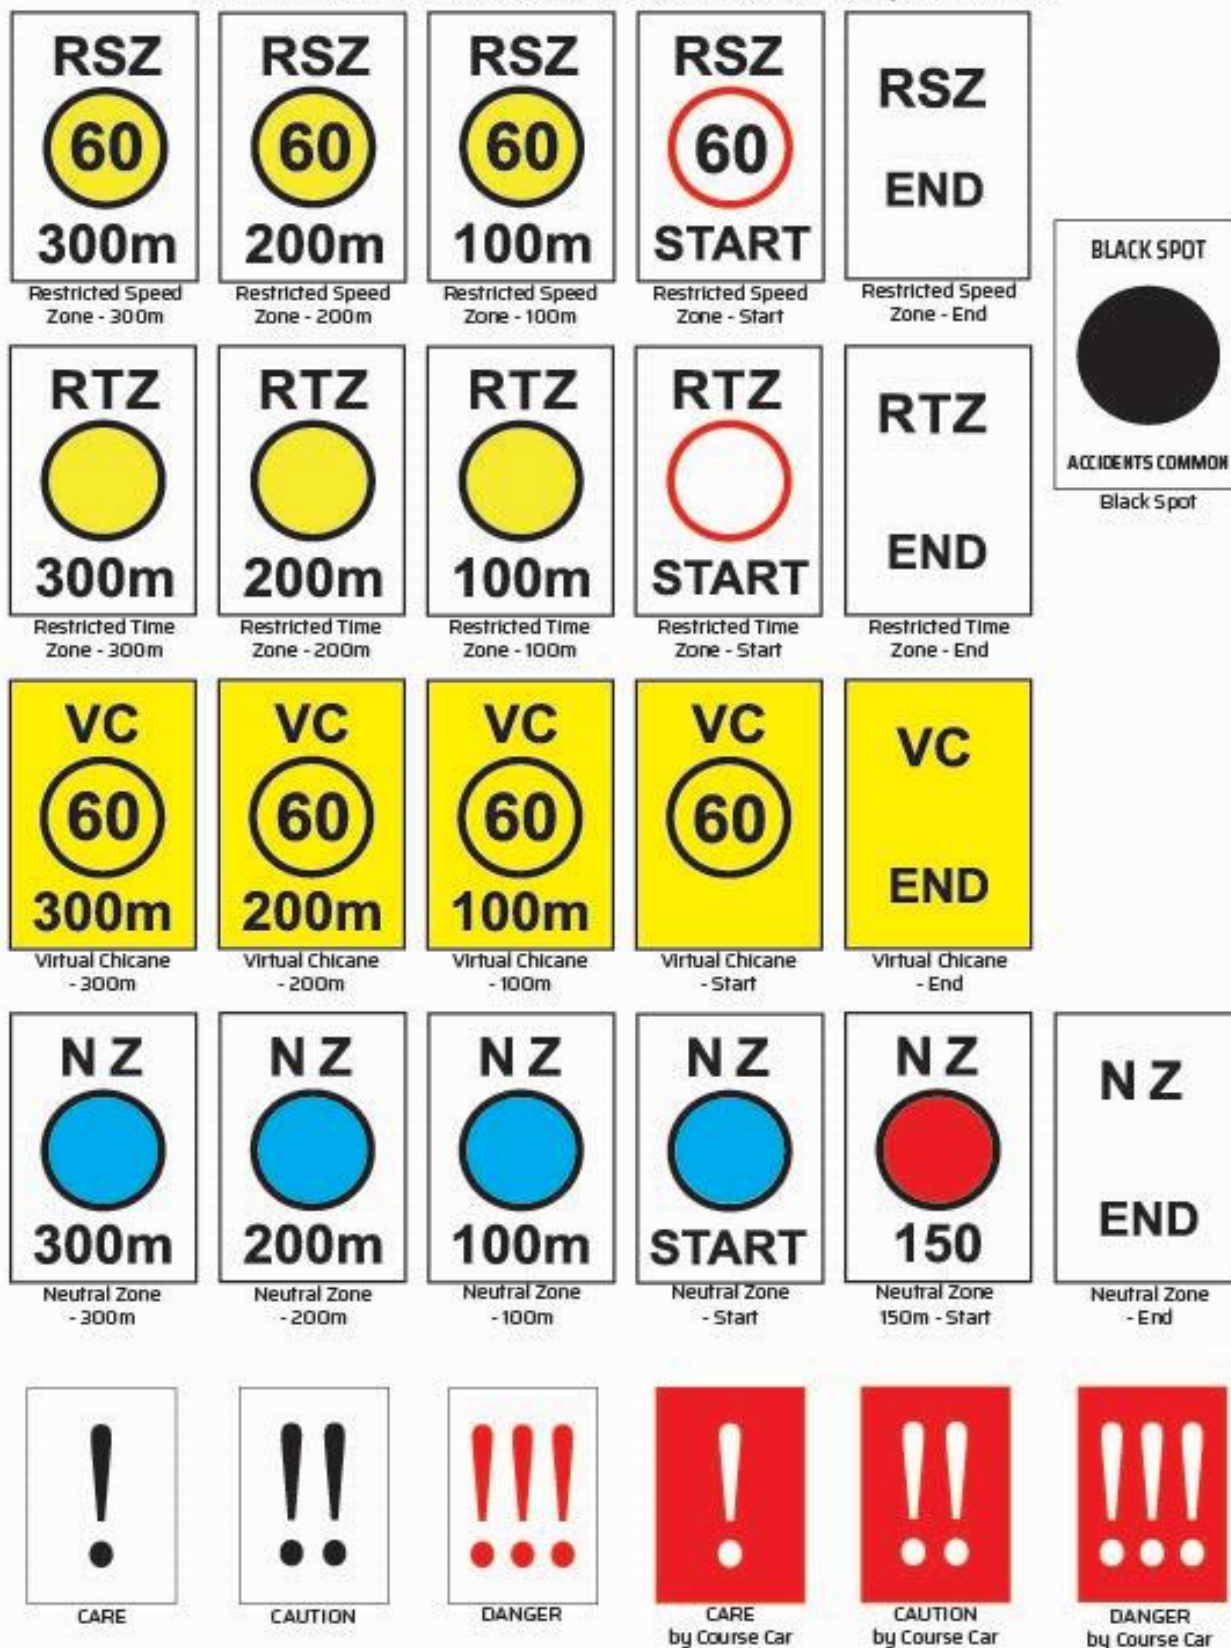 RSZ
60
300m
Restricted Speed
Zone - 300m
RSZ
60
200m
Restricted Speed
Zone - 200m
RSZ
60
100m
Restricted Speed
Zone - 100m
RSZ
60
START
Restricted Speed
Zone - Start
RSZ
END
Restricted Speed
Zone - End
BLACK SPOT
ACCIDENTS COMMON
Black Spot
RTZ
300m
Restricted Time
Zone - 300m
RTZ
200m
Restricted Time
Zone - 200m
RTZ
100m
Restricted Time
Zone - 100m
RTZ
START
Restricted Time
Zone - Start
RTZ
END
Restricted Time
Zone - End
VC
60
300m
Virtual Chicane
- 300m
VC
60
200m
Virtual Chicane
- 200m
VC
60
100m
Virtual Chicane
- 100m
VC
60
Virtual Chicane
- Start
VC
END
Virtual Chicane
- End
N Z
300m
Neutral Zone
- 300m
N Z
200m
Neutral Zone
- 200m
N Z
100m
Neutral Zone
- 100m
N Z
START
Neutral Zone
- Start
N Z
150
Neutral Zone
150m - Start
N Z
END
Neutral Zone
- End
!
CARE
!!
CAUTION
!!!
DANGER
!
CARE
by Course Car
!!
CAUTION
by Course Car
!!!
DANGER
by Course Car